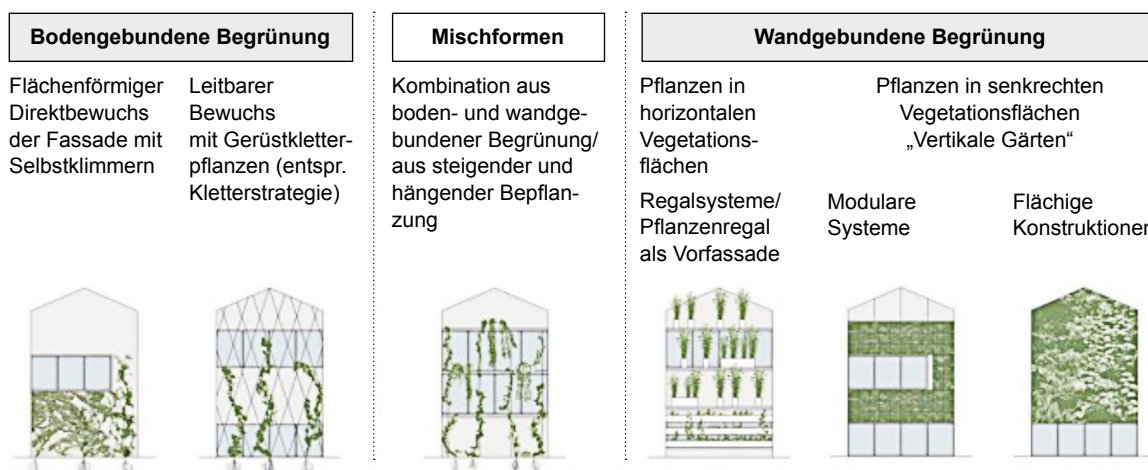 Bodengebundene Begrünung
Flächenförmiger
Direktbewuchs
der Fassade mit
Selbstklimmern
Leitbarer
Bewuchs
mit Gerüstkletter-
pflanzen (entspr.
Kletterstrategie)
Mischformen
Kombination aus
boden- und wandge-
bundener Begrünung/
aus steigender und
hängender Bepflan-
zung
Wandgebundene Begrünung
Pflanzen in
horizontalen
Vegetations-
flächen
Regalsysteme/
Pflanzenregal
als Vorfassade
Pflanzen in senkrechten
Vegetationsflächen
„Vertikale Gärten“
Modulare
Systeme
Flächige
Konstruktionen